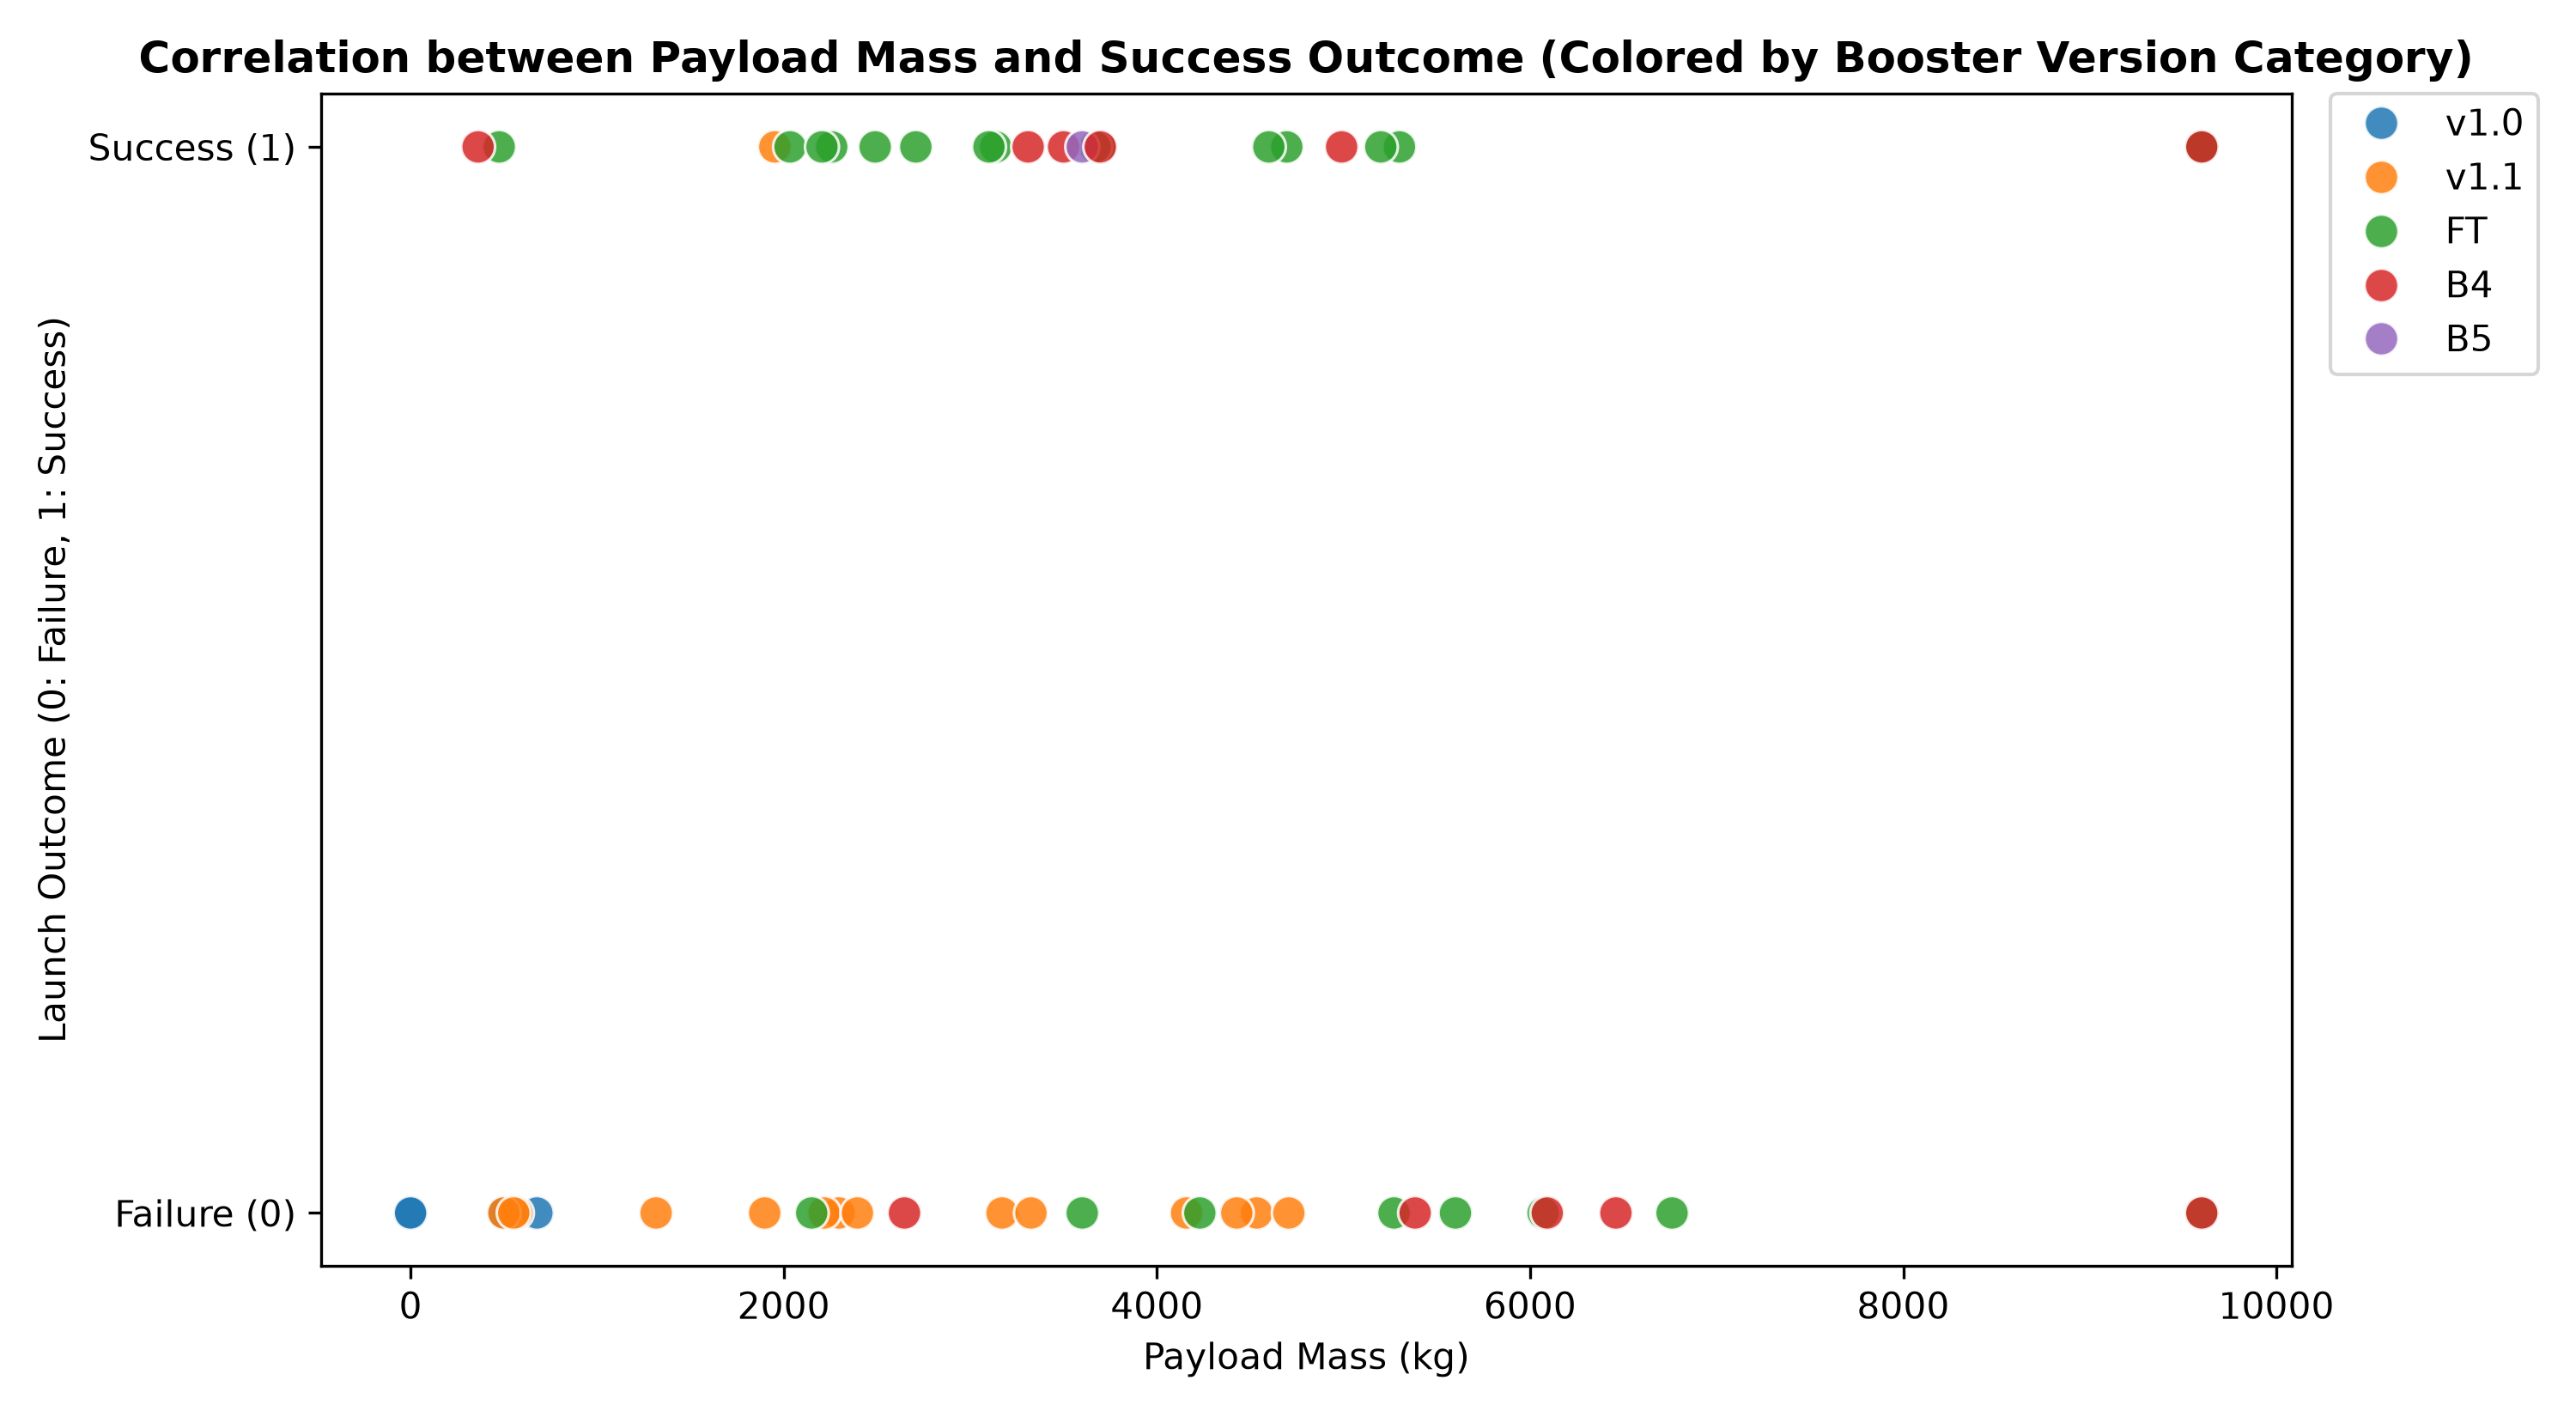 Correlation between Payload Mass and Success Outcome (Colored by Booster Version Category)
Success (1)
Failure (0)
Launch Outcome (0: Failure, 1: Success)
0
2000
4000
6000
8000
10000
Payload Mass (kg)
v1.0
v1.1
FT
B4
B5